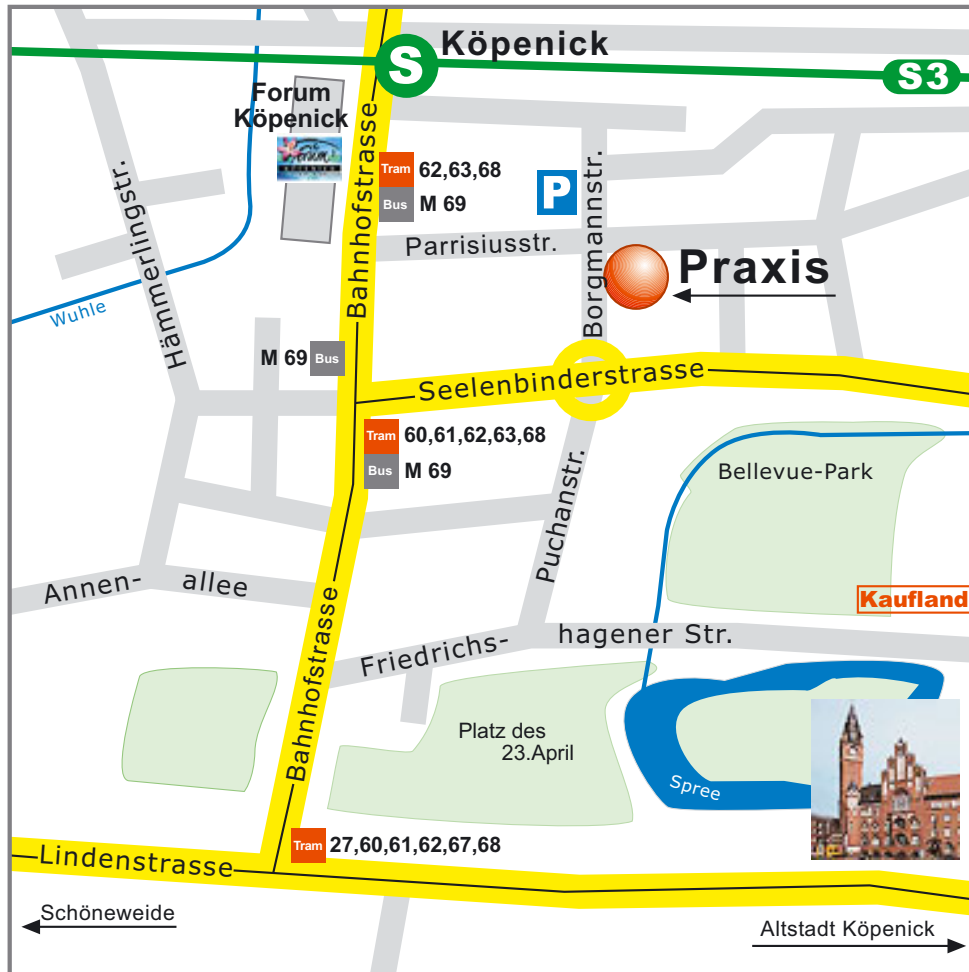 Köpenick
S
S3
Forum
Köpenick
Forum
KÖPENICK
Hämmerlingstr.
Bahnhofstrasse
Tram 62,63,68
Bus M 69
P
Borgmannstr.
Parrisiusstr.
Praxis
Wuhle
M 69 Bus
Seelenbinderstrasse
Tram 60,61,62,63,68
Bus M 69
Bellevue-Park
Puchanstr.
Annen- allee
Kaufland
Friedrichs- hagener Str.
Bahnhofstrasse
Platz des
23.April
Spree
Tram 27,60,61,62,67,68
Lindenstrasse
Schöneweide
Altstadt Köpenick